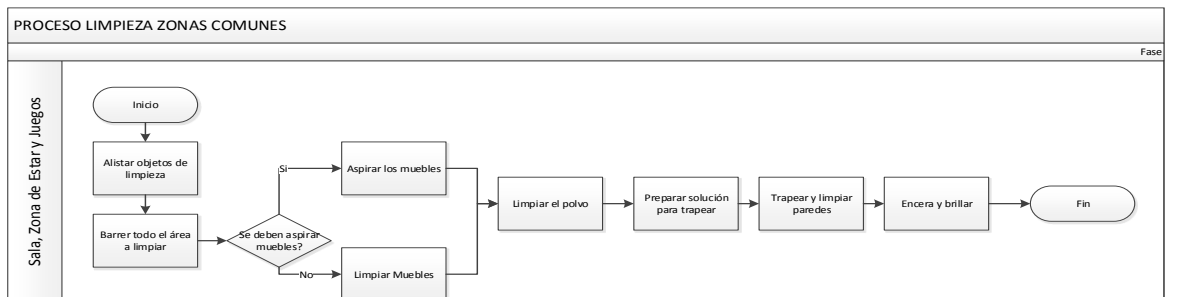 PROCESO LIMPIEZA ZONAS COMUNES
Fase
Sala, Zona de Estar y Juegos
Inicio
Alistar objetos de
limpieza
Barrer todo el área
a limpiar
Se deben aspirar
muebles?
Si
Aspirar los muebles
No
Limpiar Muebles
Limpiar el polvo
Preparar solución
para trapear
Trapear y limpiar
paredes
Encera y brillar
Fin